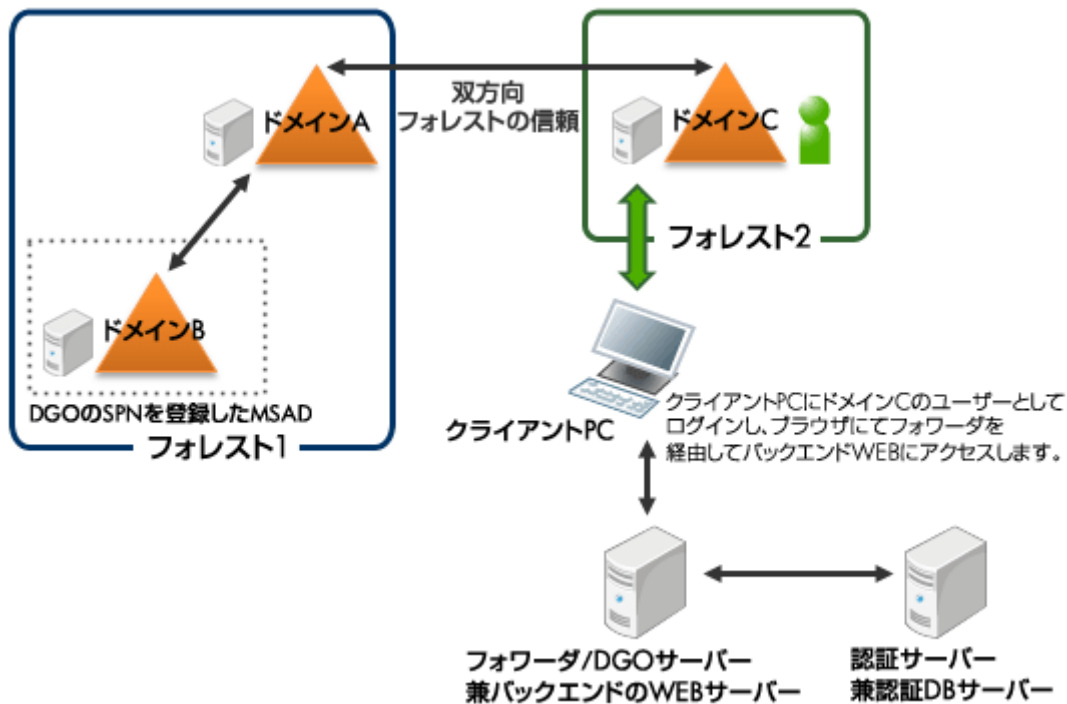 ドメインA
双方向
フォレストの信頼
ドメインC
フォレスト2
ドメインB
DGOのSPNを登録したMSAD
フォレスト1
クライアントPC
クライアントPCにドメインCのユーザーとして
ログインし、ブラウザにてフォワーダを
経由してバックエンドWEBにアクセスします。
フォワーダ/DGOサーバー
兼バックエンドのWEBサーバー
認証サーバー
兼認証DBサーバー